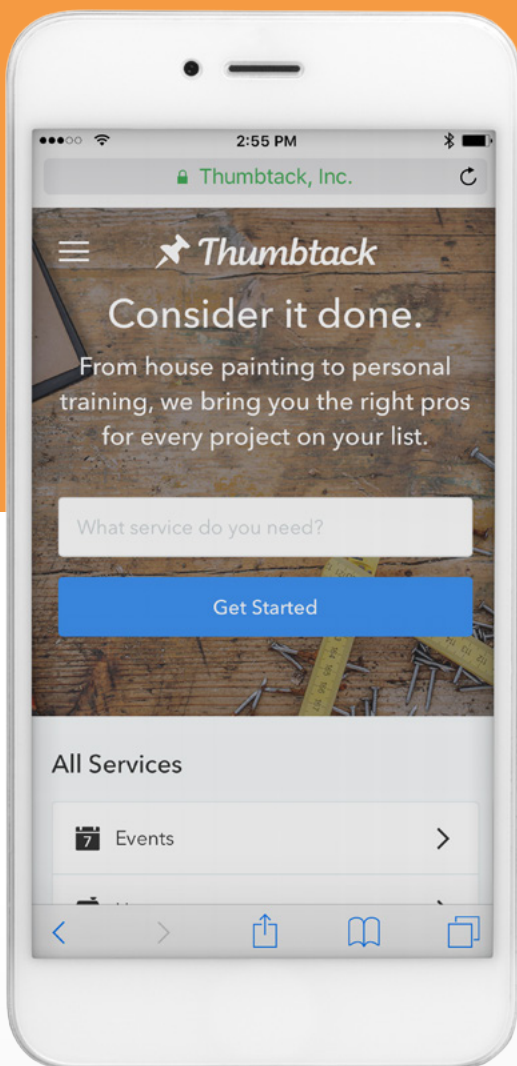 2:55 PM
Thumbtack, Inc.
Thumbtack
Consider it done.
From house painting to personal
training, we bring you the right pros
for every project on your list.
What service do you need?
Get Started
All Services
7 Events